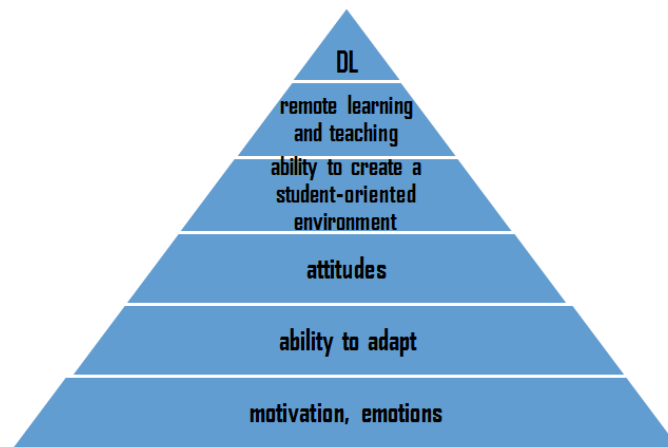 DL
remote learning
and teaching
ability to create a
student-oriented
environment
attitudes
ability to adapt
motivation, emotions